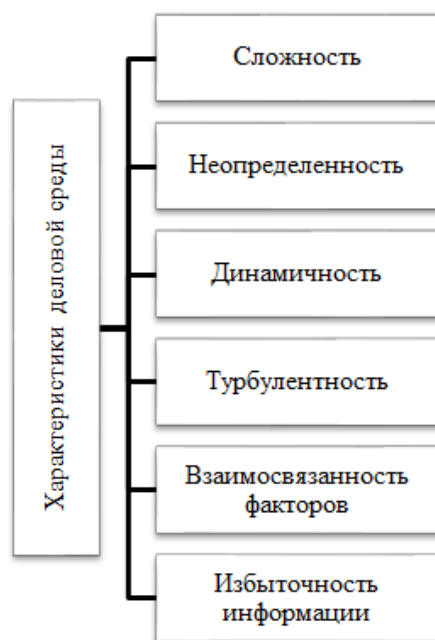 Характеристики деловой среды
Сложность
Неопределенность
Динамичность
Турбулентность
Взаимосвязанность
факторов
Избыточность
информации